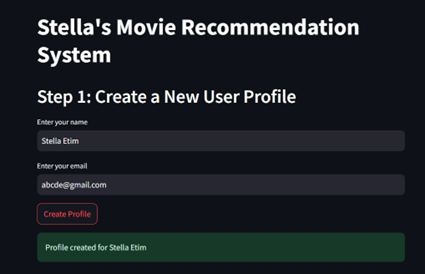 Stella's Movie Recommendation
System
Step 1: Create a New User Profile
Enter your name
Stella Etim
Enter your email
abcde@gmail.com
Create Profile
Profile created for Stella Etim